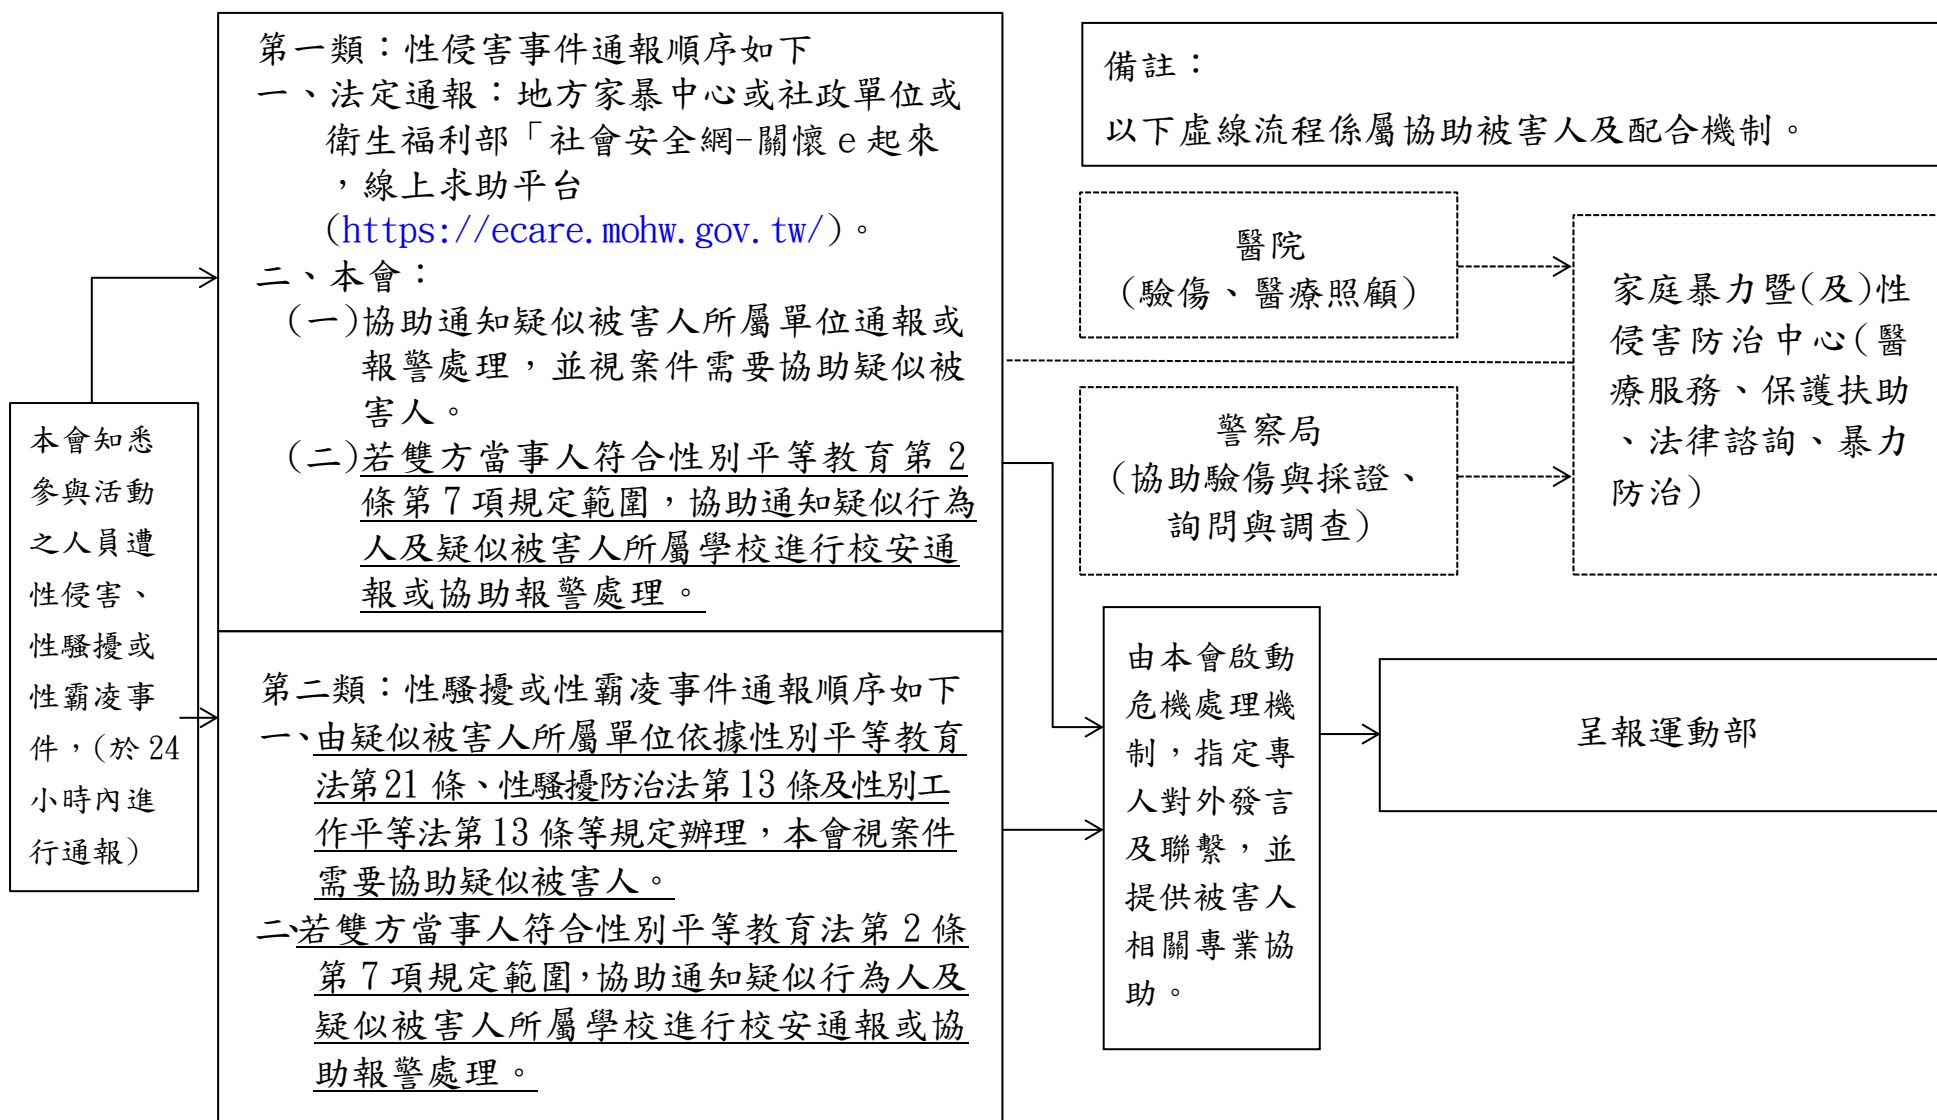 本會知悉
參與活動
之人員遭
性侵害、
性騷擾或
性霸凌事
件，(於 24
小時內進
行通報)
第一類：性侵害事件通報順序如下
一、法定通報：地方家暴中心或社政單位或
衛生福利部「社會安全網-關懷 e 起來
，線上求助平台
(https://ecare.mohw.gov.tw/)。
二、本會：
(一)協助通知疑似被害人所屬單位通報或
報警處理，並視案件需要協助疑似被
害人。
(二)若雙方當事人符合性別平等教育第 2
條第 7 項規定範圍，協助通知疑似行為
人及疑似被害人所屬學校進行校安通
報或協助報警處理。
第二類：性騷擾或性霸凌事件通報順序如下
一、由疑似被害人所屬單位依據性別平等教育
法第 21 條、性騷擾防治法第 13 條及性別工
作平等法第 13 條等規定辦理，本會視案件
需要協助疑似被害人。
二、若雙方當事人符合性別平等教育法第 2 條
第 7 項規定範圍，協助通知疑似行為人及
疑似被害人所屬學校進行校安通報或協
助報警處理。
備註：
以下虛線流程係屬協助被害人及配合機制。
醫院
(驗傷、醫療照顧)
警察局
(協助驗傷與採證、
詢問與調查)
家庭暴力暨(及)性
侵害防治中心(醫
療服務、保護扶助
、法律諮詢、暴力
防治)
由本會啟動
危機處理機
制，指定專
人對外發言
及聯繫，並
提供被害人
相關專業協
助。
呈報運動部